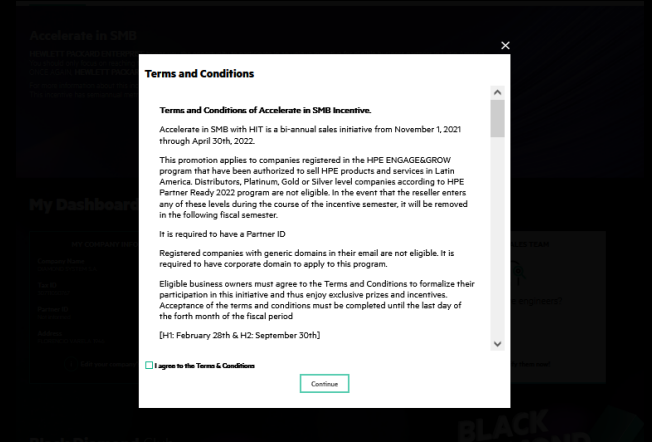 Accelerate in SMB
×
Terms and Conditions
Terms and Conditions of Accelerate in SMB Incentive.
Accelerate in SMB with HIT is a bi-annual sales initiative from November 1, 2021
through April 30th, 2022.
This promotion applies to companies registered in the HPE ENGAGE&GROW
program that have been authorized to sell HPE products and services in Latin
America. Distributors, Platinum, Gold or Silver level companies according to HPE
Partner Ready 2022 program are not eligible. In the event that the reseller enters
any of these levels during the course of the incentive semester, it will be removed
in the following fiscal semester.
It is required to have a Partner ID
Registered companies with generic domains in their email are not eligible. It is
required to have corporate domain to apply to this program.
Eligible business owners must agree to the Terms and Conditions to formalize their
participation in this initiative and thus enjoy exclusive prizes and incentives.
Acceptance of the terms and conditions must be completed until the last day of
the forth month of the fiscal period
[H1: February 28th & H2: September 30th]
I agree to the Terms & Conditions
Continue
My Dashboard
BLACK